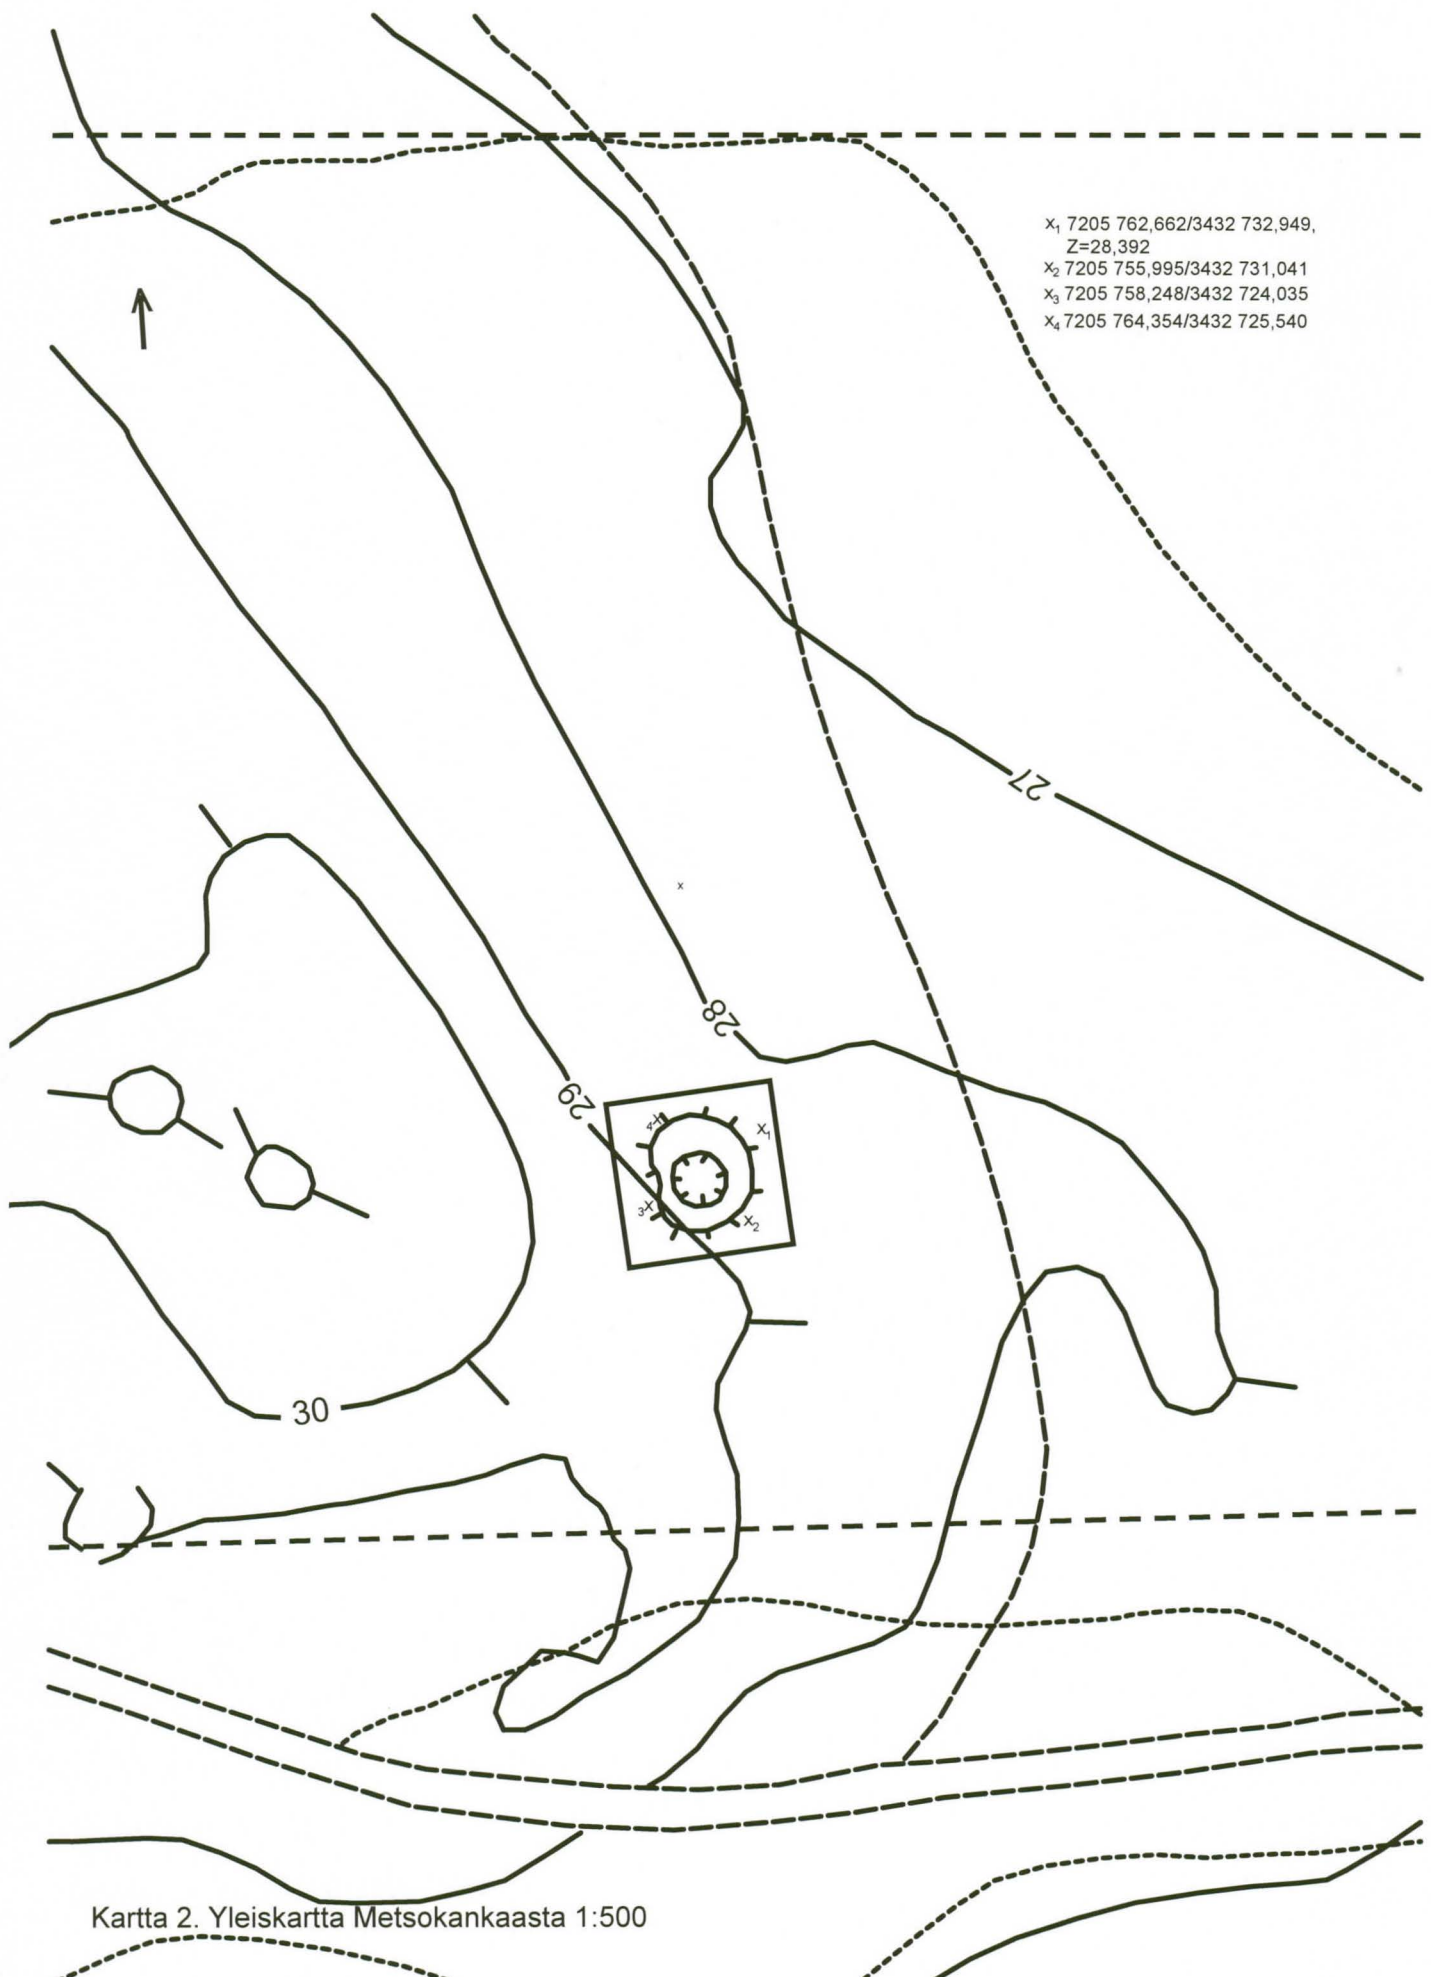 x₁ 7205 762,662/3432 732,949,
Z=28,392
x₂ 7205 755,995/3432 731,041
x₃ 7205 758,248/3432 724,035
x₄ 7205 764,354/3432 725,540
27
x
28
29
4x
x₁
3x
x₂
30
Kartta 2. Yleiskartta Metsokankaasta 1:500